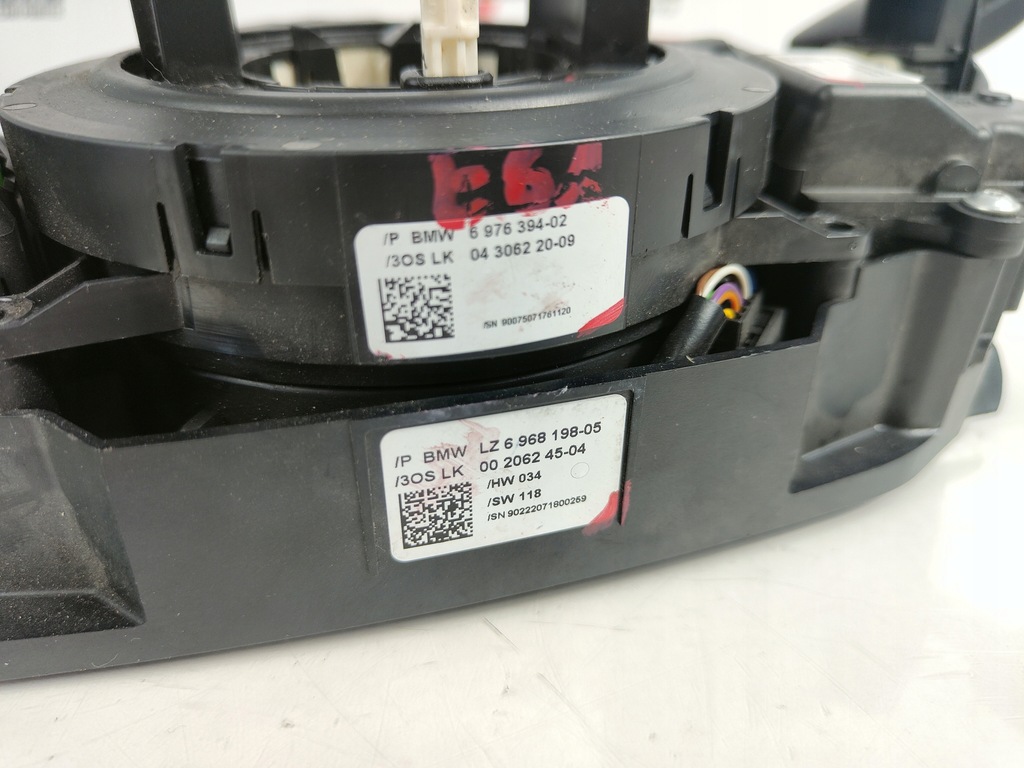 E61
/P BMW 6 976 394-02
/3OS LK 04 3062 20-09
/SN 90075071761120
/P BMW LZ 6 968 198-05
/3OS LK 00 2062 45-04
/HW 034
/SW 118
/SN 90222071800259